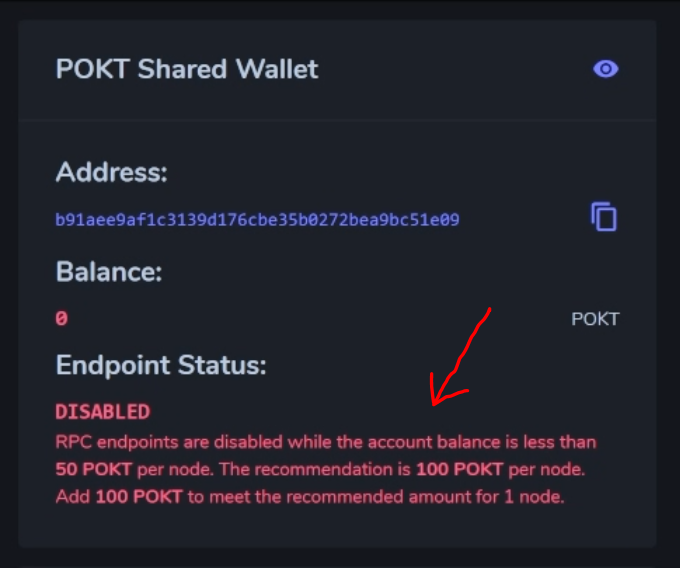 POKT Shared Wallet
Address:
b91aee9af1c3139d176cbe35b0272bea9bc51e09
Balance:
0 POKT
Endpoint Status:
DISABLED
RPC endpoints are disabled while the account balance is less than
50 POKT per node. The recommendation is 100 POKT per node.
Add 100 POKT to meet the recommended amount for 1 node.